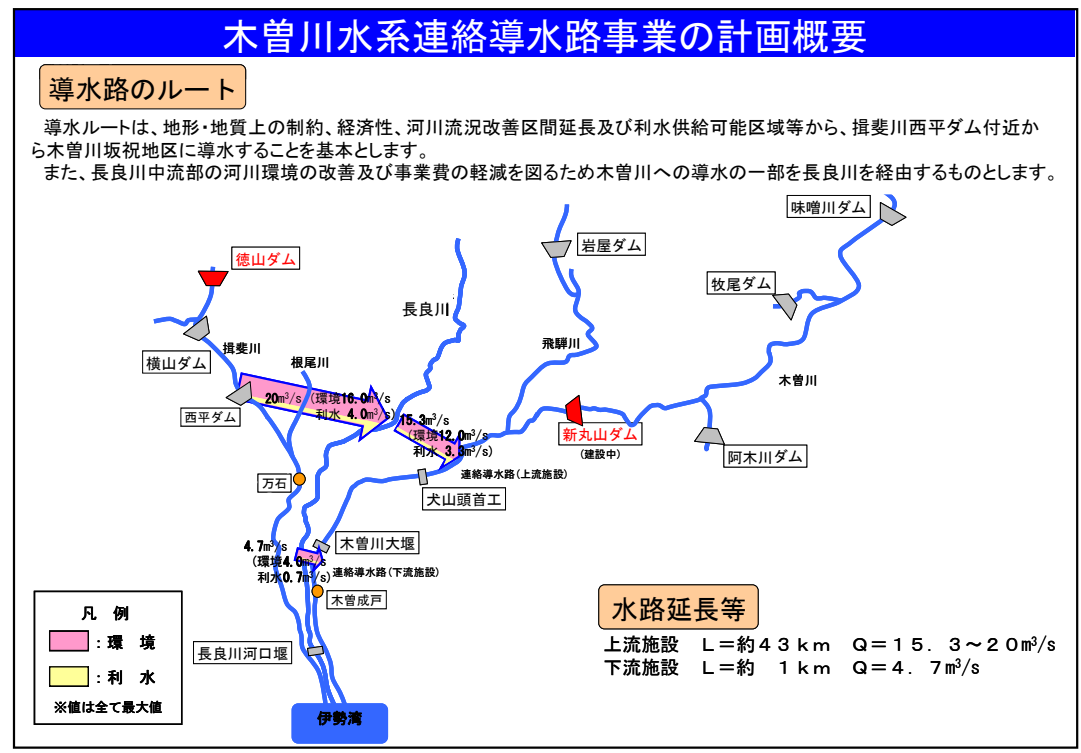 木曽川水系連絡導水路事業の計画概要
導水路のルート
導水ルートは、地形・地質上の制約、経済性、河川流況改善区間延長及び利水供給可能区域等から、揖斐川西平ダム付近か
ら木曽川坂祝地区に導水することを基本とします。
また、長良川中流部の河川環境の改善及び事業費の軽減を図るため木曽川への導水の一部を長良川を経由するものとします。
味噌川ダム
岩屋ダム
徳山ダム
牧尾ダム
長良川
揖斐川
根尾川
飛騨川
横山ダム
木曽川
20m³/s (環境16.0m³/s
利水 4.0m³/s)
西平ダム
15.3m³/s
(環境12.0m³/s
利水 3.3m³/s)
新丸山ダム
(建設中)
阿木川ダム
連絡導水路(上流施設)
万石
犬山頭首工
木曽川大堰
4.7m³/s
(環境4.0m³/s
利水0.7m³/s)
連絡導水路(下流施設)
木曽成戸
長良川河口堰
伊勢湾
凡 例
:環 境
:利 水
※値は全て最大値
水路延長等
上流施設 L=約43km Q=15.3~20m³/s
下流施設 L=約 1km Q=4.7m³/s